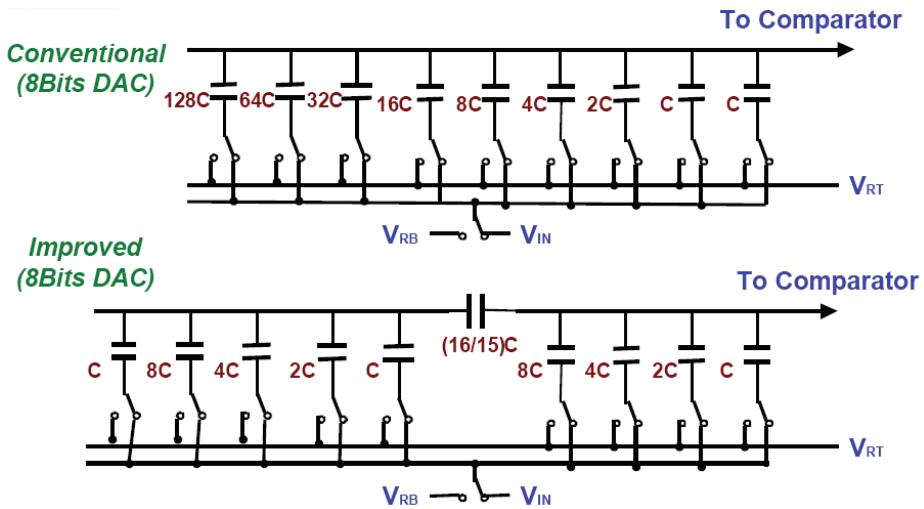 To Comparator
Conventional
(8Bits DAC)
128C 64C 32C 16C 8C 4C 2C C C
VRT
VRB VIN
Improved
(8Bits DAC)
To Comparator
(16/15)C
C 8C 4C 2C C 8C 4C 2C C
VRT
VRB VIN